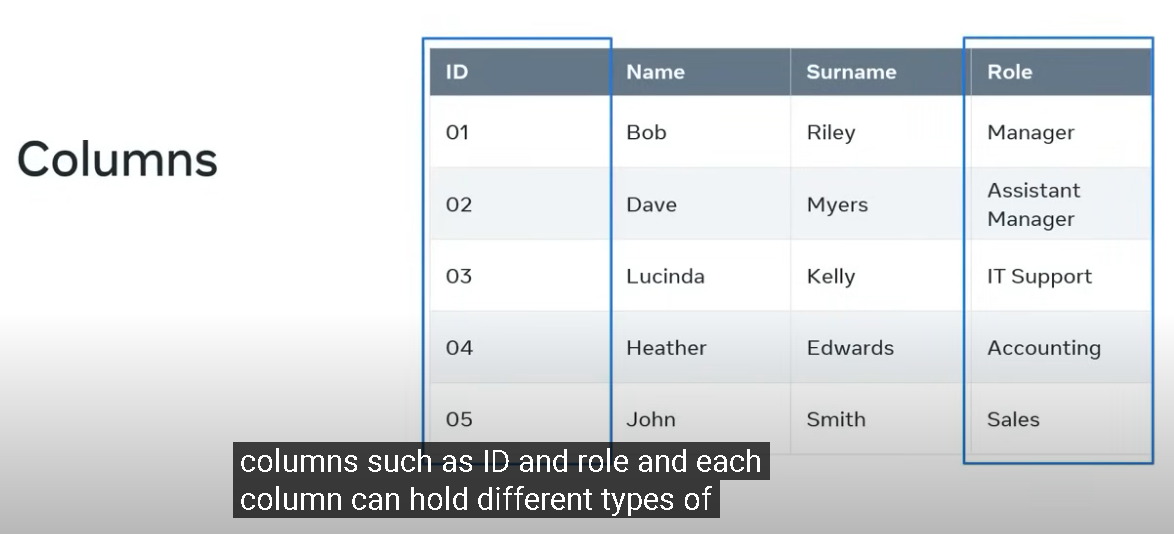 Columns
ID Name Surname Role
01 Bob Riley Manager
02 Dave Myers Assistant Manager
03 Lucinda Kelly IT Support
04 Heather Edwards Accounting
05 John Smith Sales
columns such as ID and role and each
column can hold different types of